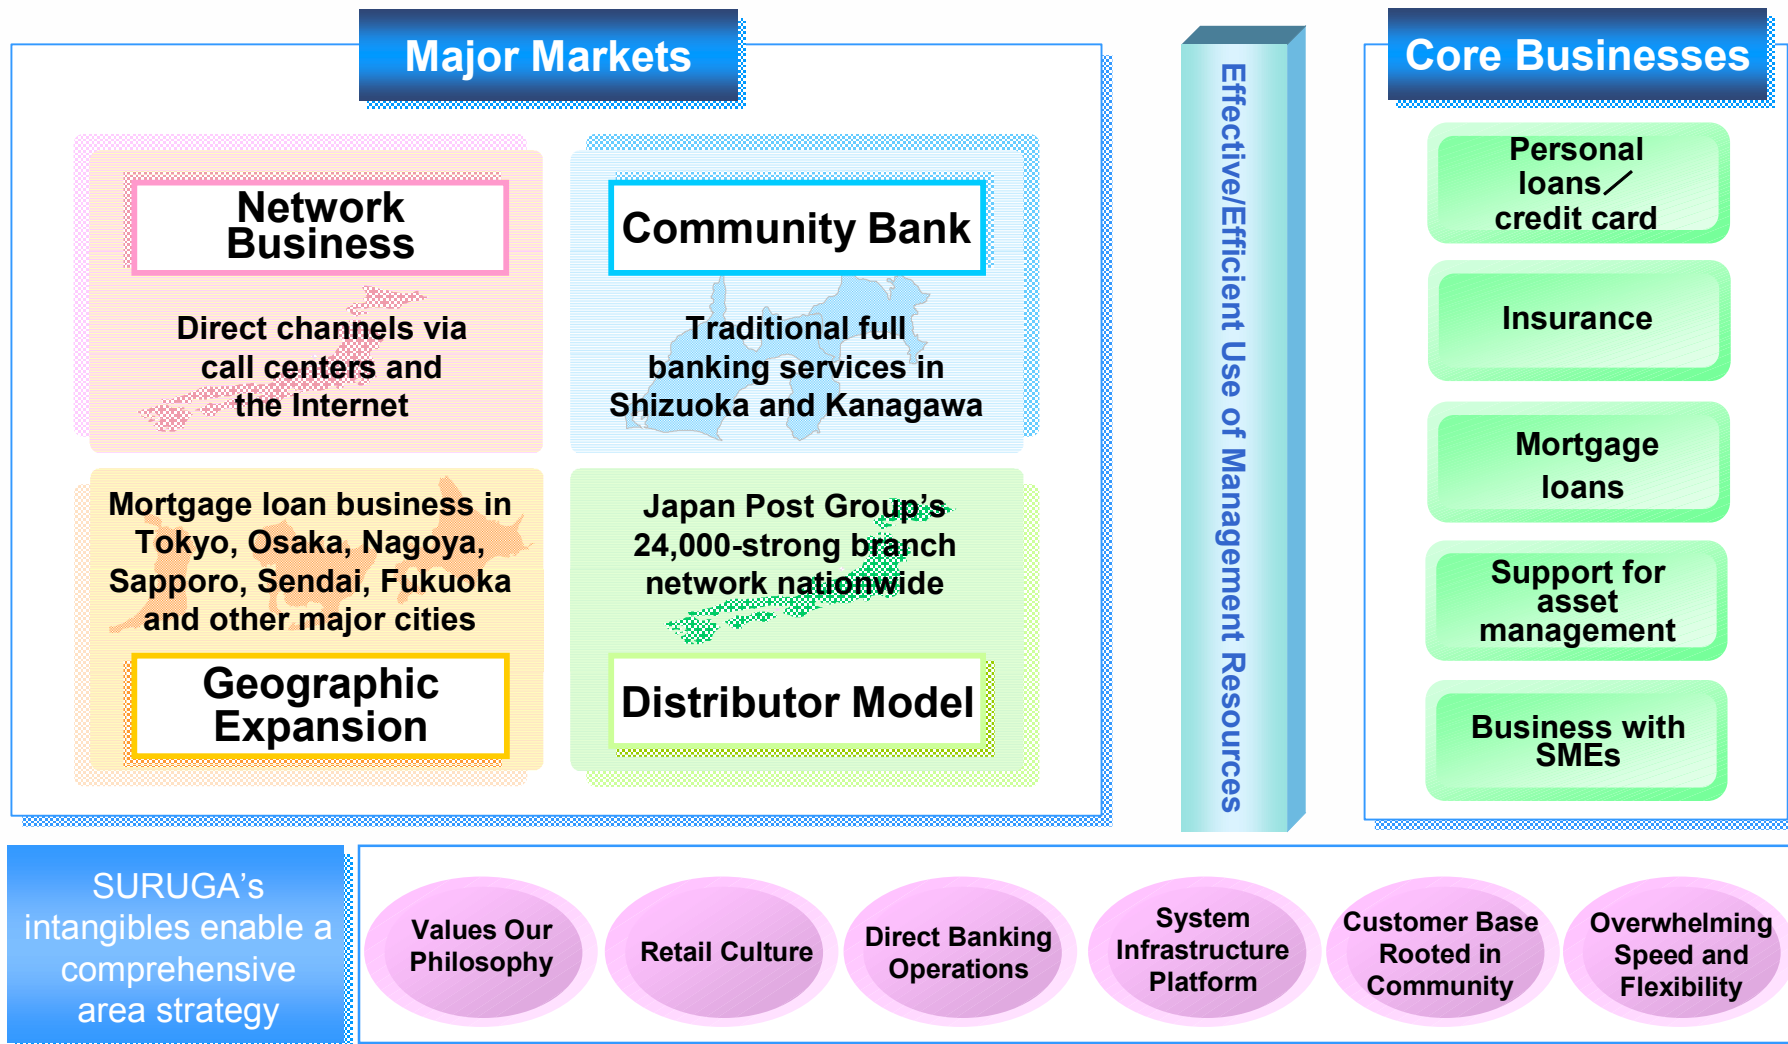 Major Markets
Network
Business
Direct channels via
call centers and
the Internet
Community Bank
Traditional full
banking services in
Shizuoka and Kanagawa
Mortgage loan business in
Tokyo, Osaka, Nagoya,
Sapporo, Sendai, Fukuoka
and other major cities
Geographic
Expansion
Japan Post Group’s
24,000-strong branch
network nationwide
Distributor Model
Effective/Efficient Use of Management Resources
Core Businesses
Personal
loans／
credit card
Insurance
Mortgage
loans
Support for
asset
management
Business with
SMEs
SURUGA’s
intangibles enable a
comprehensive
area strategy
Values Our
Philosophy
Retail Culture
Direct Banking
Operations
System
Infrastructure
Platform
Customer Base
Rooted in
Community
Overwhelming
Speed and
Flexibility